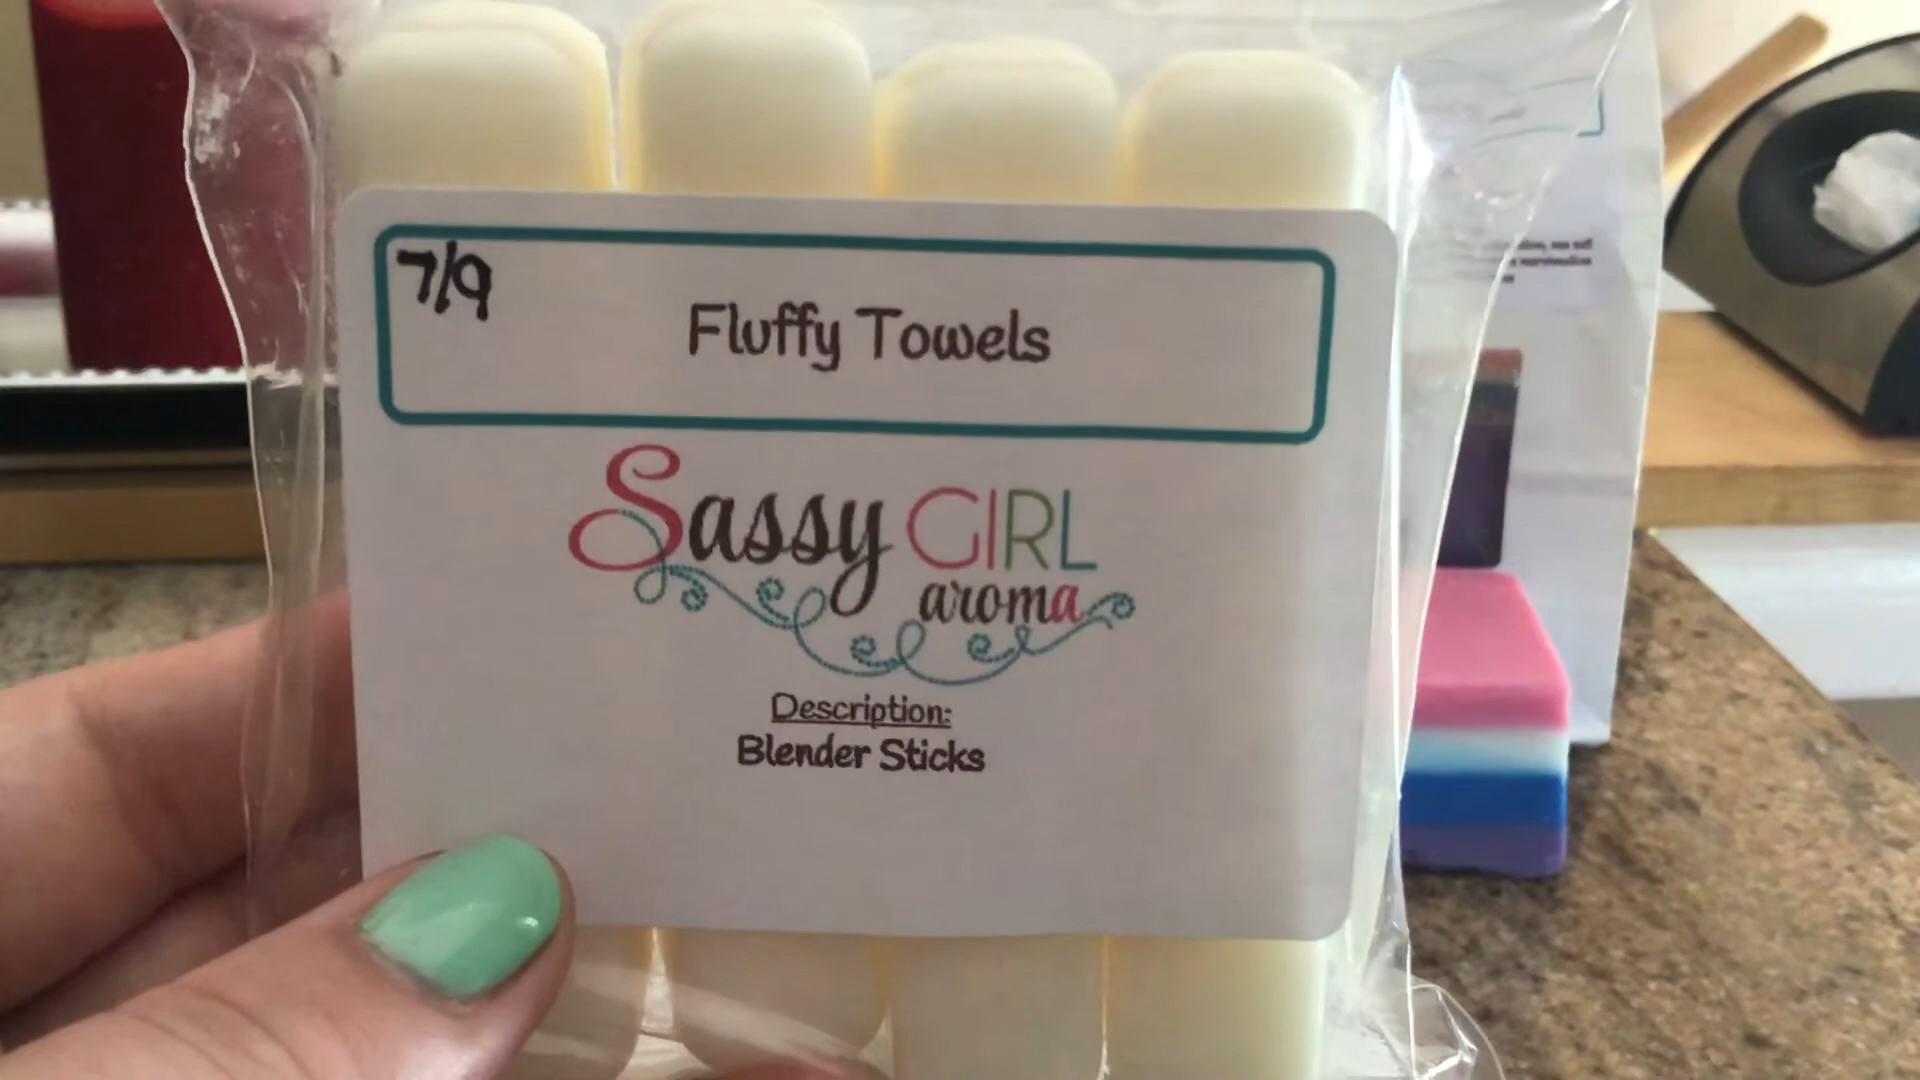 7/9
Fluffy Towels
Sassy GIRL
aroma
Description:
Blender Sticks